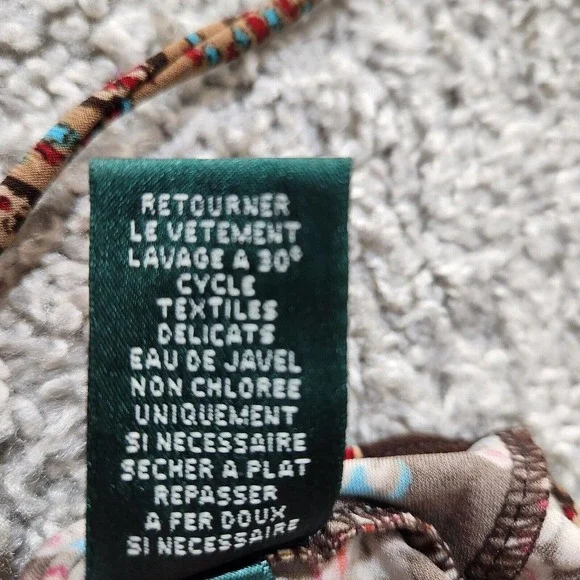 RETOURNER
LE VETEMENT
LAVAGE A 30°
CYCLE
TEXTILES
DELICATS
EAU DE JAVEL
NON CHLOREE
UNIQUEMENT
SI NECESSAIRE
SECHER A PLAT
REPASSER
A FER DOUX
SI NECESSAIRE